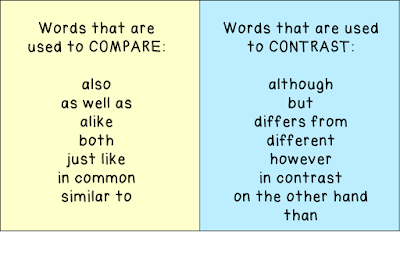 Words that are
used to COMPARE:
also
as well as
alike
both
just like
in common
similar to
Words that are used
to CONTRAST:
although
but
differs from
different
however
in contrast
on the other hand
than